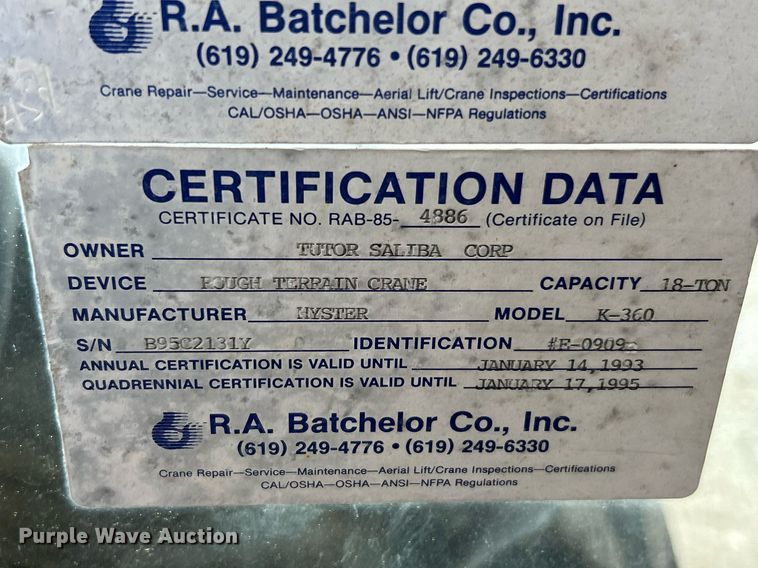 R.A. Batchelor Co., Inc.
(619) 249-4776 • (619) 249-6330
Crane Repair—Service—Maintenance—Aerial Lift/Crane Inspections—Certifications
CAL/OSHA—OSHA—ANSI—NFPA Regulations
CERTIFICATION DATA
CERTIFICATE NO. RAB-85- 4886 (Certificate on File)
OWNER TUTOR SALIBA CORP
DEVICE ROUGH TERRAIN CRANE CAPACITY 18-TON
MANUFACTURER HYSTER MODEL K-360
S/N B95C2131Y IDENTIFICATION #E-0909
ANNUAL CERTIFICATION IS VALID UNTIL JANUARY 14,1993
QUADRENNIAL CERTIFICATION IS VALID UNTIL JANUARY 17,1995
R.A. Batchelor Co., Inc.
(619) 249-4776 • (619) 249-6330
Crane Repair—Service—Maintenance—Aerial Lift/Crane Inspections—Certifications
CAL/OSHA—OSHA—ANSI—NFPA Regulations
Purple Wave Auction